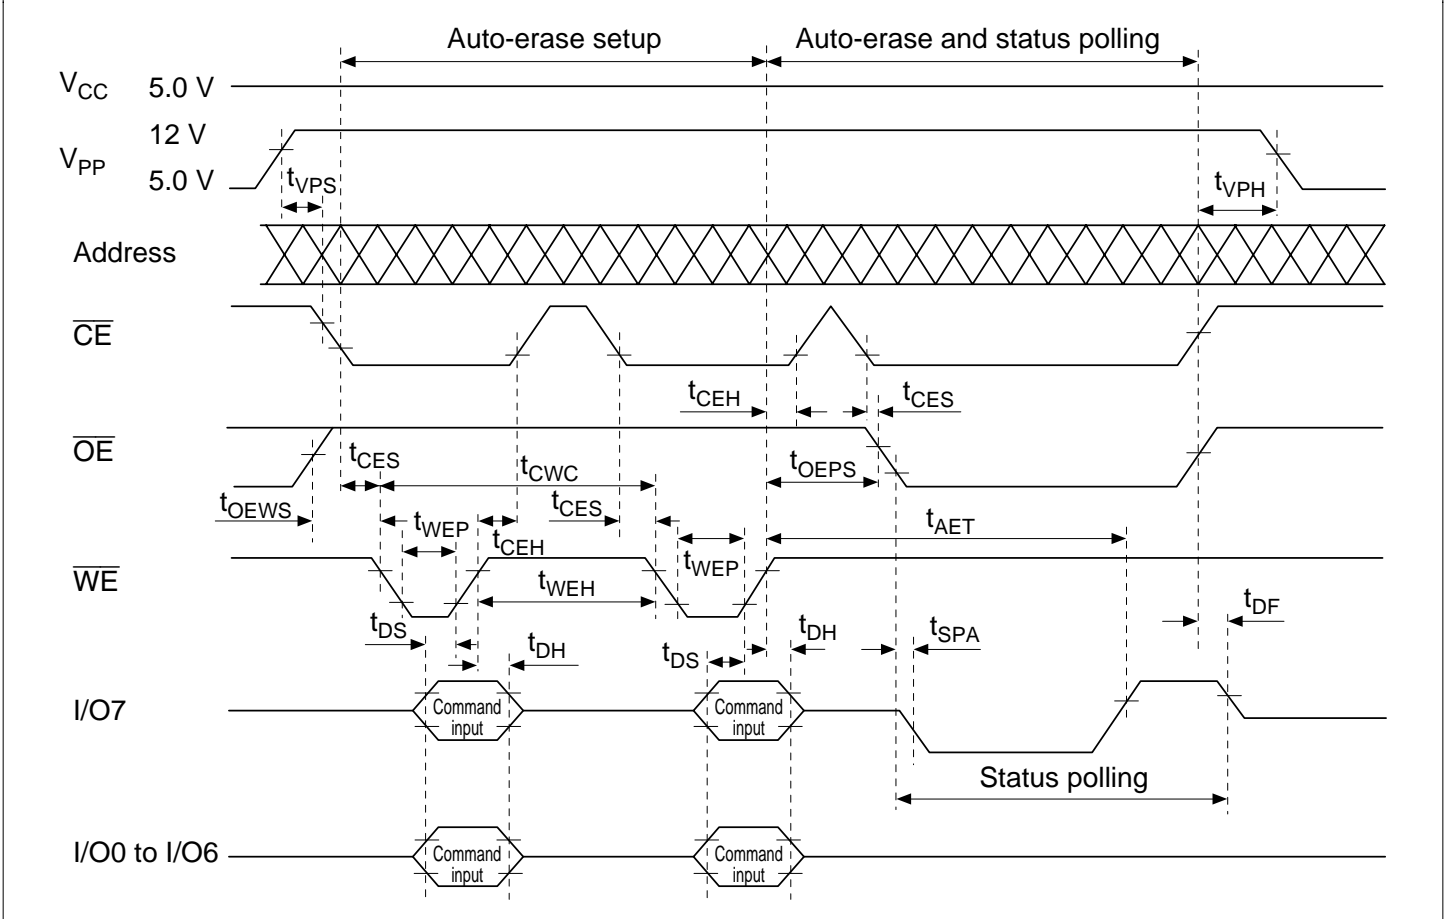 Auto-erase setup
Auto-erase and status polling
VCC 5.0 V
12 V
VPP
5.0 V
tVPS
tVPH
Address
CE
tCEH
tCES
OE
tCES
tCWC
tOEPS
tOEWS
tWEP
tCES
tAET
tCEH
tWEP
WE
tWEH
tDS
tDH
tDS
tDH
tSPA
tDF
I/O7
Command
input
Command
input
Status polling
I/O0 to I/O6
Command
input
Command
input